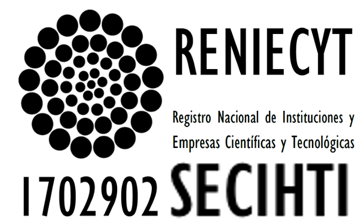 RENIECYT
Registro Nacional de Instituciones y
Empresas Científicas y Tecnológicas
1702902 SECIHTI